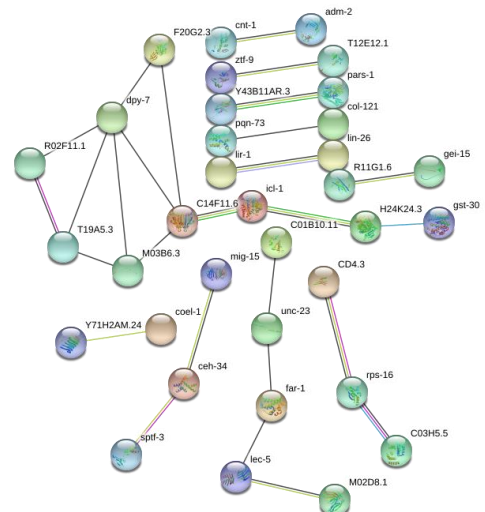 F20G2.3
cnt-1
adm-2
ztf-9
T12E12.1
Y43B11AR.3
pars-1
dpy-7
col-121
pqn-73
lin-26
R02F11.1
lir-1
R11G1.6
gei-15
icl-1
C14F11.6
H24K24.3
gst-30
T19A5.3
C01B10.11
M03B6.3
mig-15
CD4.3
Y71H2AM.24
coel-1
unc-23
ceh-34
far-1
rps-16
sptf-3
C03H5.5
lec-5
M02D8.1